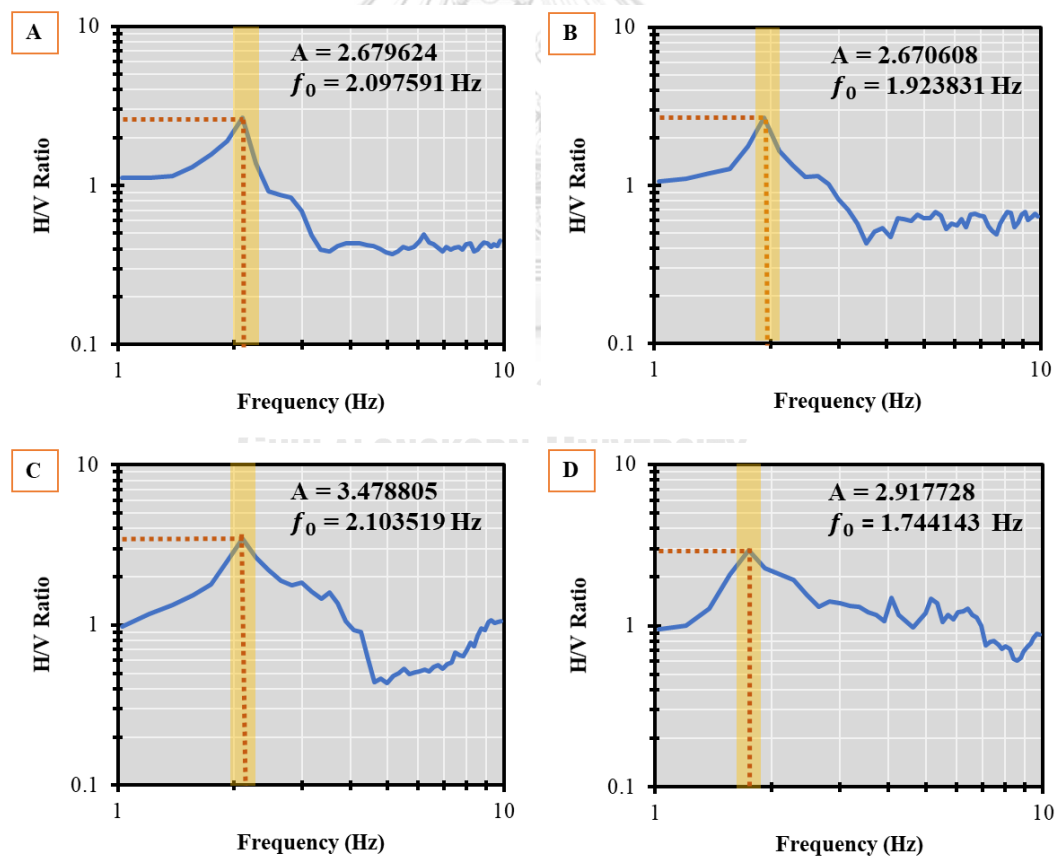 A
10
A = 2.679624
f₀ = 2.097591 Hz
H/V Ratio
1
0.1
1
10
Frequency (Hz)
B
10
A = 2.670608
f₀ = 1.923831 Hz
H/V Ratio
1
0.1
1
10
Frequency (Hz)
UNIVERSITY
C
10
A = 3.478805
f₀ = 2.103519 Hz
H/V Ratio
1
0.1
1
10
Frequency (Hz)
D
10
A = 2.917728
f₀ = 1.744143 Hz
H/V Ratio
1
0.1
1
10
Frequency (Hz)